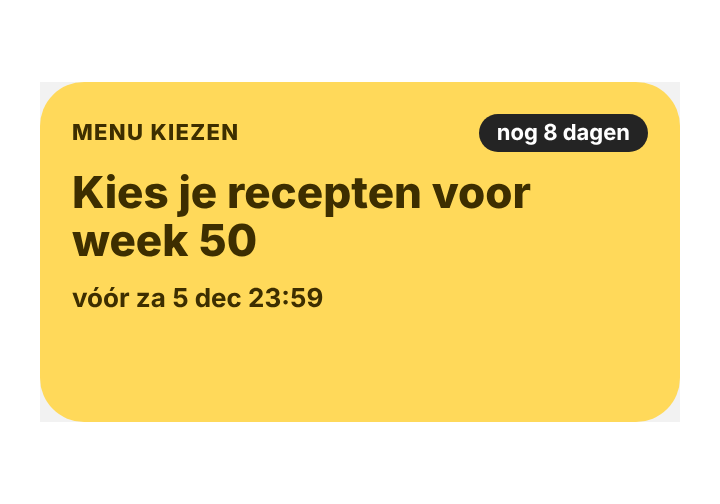 MENU KIEZEN
nog 8 dagen
Kies je recepten voor
week 50
vóór za 5 dec 23:59